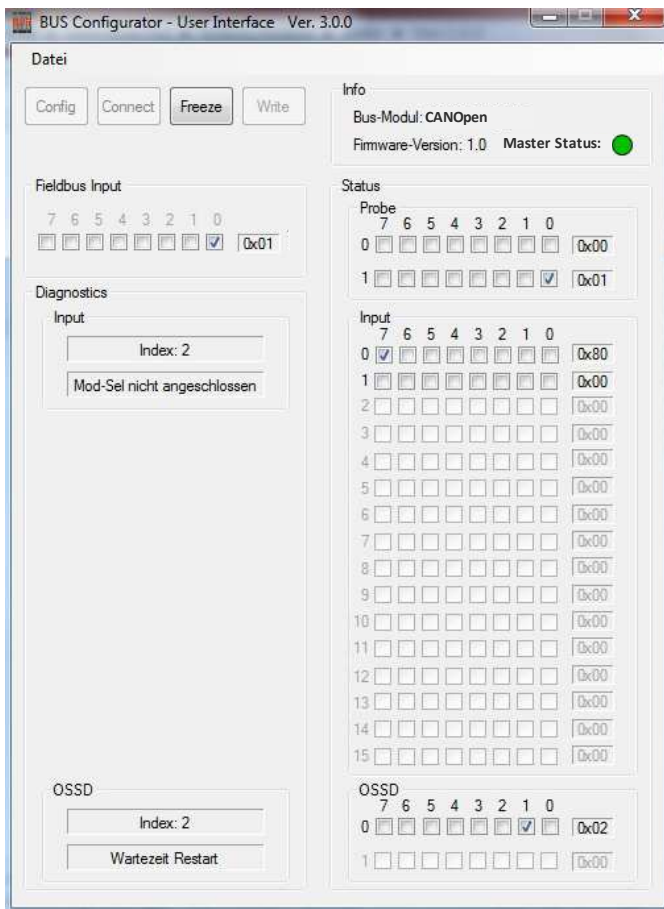 BUS Configurator - User Interface Ver. 3.0.0
Datei
Config Connect Freeze Write
Info
Bus-Modul: CANOpen
Firmware-Version: 1.0 Master Status:
Fieldbus Input
7 6 5 4 3 2 1 0
0x01
Diagnostics
Input
Index: 2
Mod-Sel nicht angeschlossen
OSSD
Index: 2
Wartezeit Restart
Status
Probe
7 6 5 4 3 2 1 0
0 0x00
1 0x01
Input
7 6 5 4 3 2 1 0
0 0x80
1 0x00
2 0x00
3 0x00
4 0x00
5 0x00
6 0x00
7 0x00
8 0x00
9 0x00
10 0x00
11 0x00
12 0x00
13 0x00
14 0x00
15 0x00
OSSD
7 6 5 4 3 2 1 0
0 0x02
1 0x00